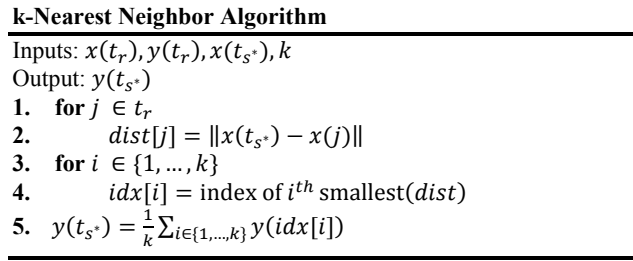 k-Nearest Neighbor Algorithm
Inputs: x(t_r), y(t_r), x(t_{s*}), k
Output: y(t_{s*})
1. for j ∈ t_r
2. dist[j] = ‖x(t_{s*}) − x(j)‖
3. for i ∈ {1, … , k}
4. idx[i] = index of i^{th} smallest(dist)
5. y(t_{s*}) = \frac{1}{k} ∑_{i∈{1,…,k}} y(idx[i])